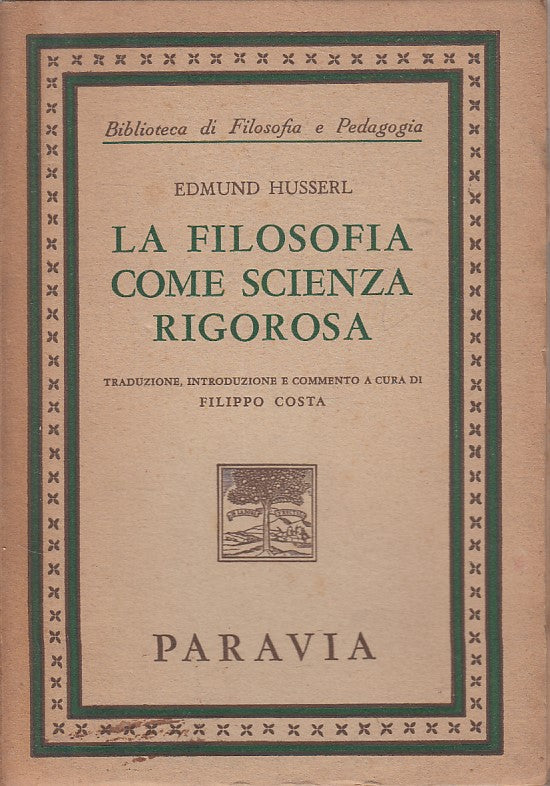 Biblioteca di Filosofia e Pedagogia
EDMUND HUSSERL
LA FILOSOFIA
COME SCIENZA
RIGOROSA
TRADUZIONE, INTRODUZIONE E COMMENTO A CURA DI
FILIPPO COSTA
PARAVIA